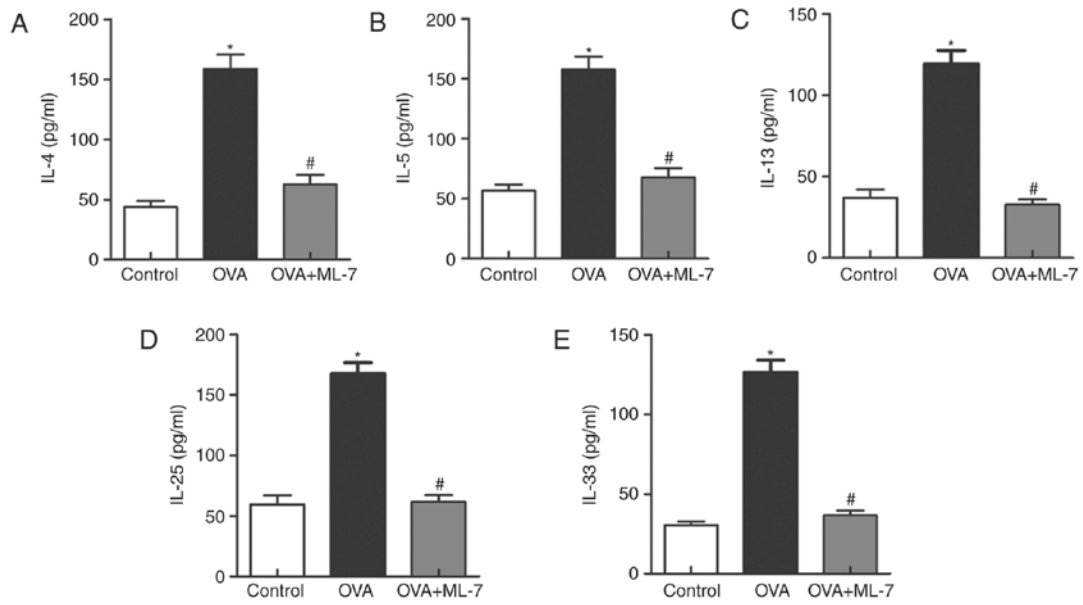 A
IL-4 (pg/ml)
200
150
100
50
0
*
#
Control OVA OVA+ML-7
B
IL-5 (pg/ml)
200
150
100
50
0
*
#
Control OVA OVA+ML-7
C
IL-13 (pg/ml)
150
100
50
0
*
#
Control OVA OVA+ML-7
D
IL-25 (pg/ml)
200
150
100
50
0
*
#
Control OVA OVA+ML-7
E
IL-33 (pg/ml)
150
100
50
0
*
#
Control OVA OVA+ML-7